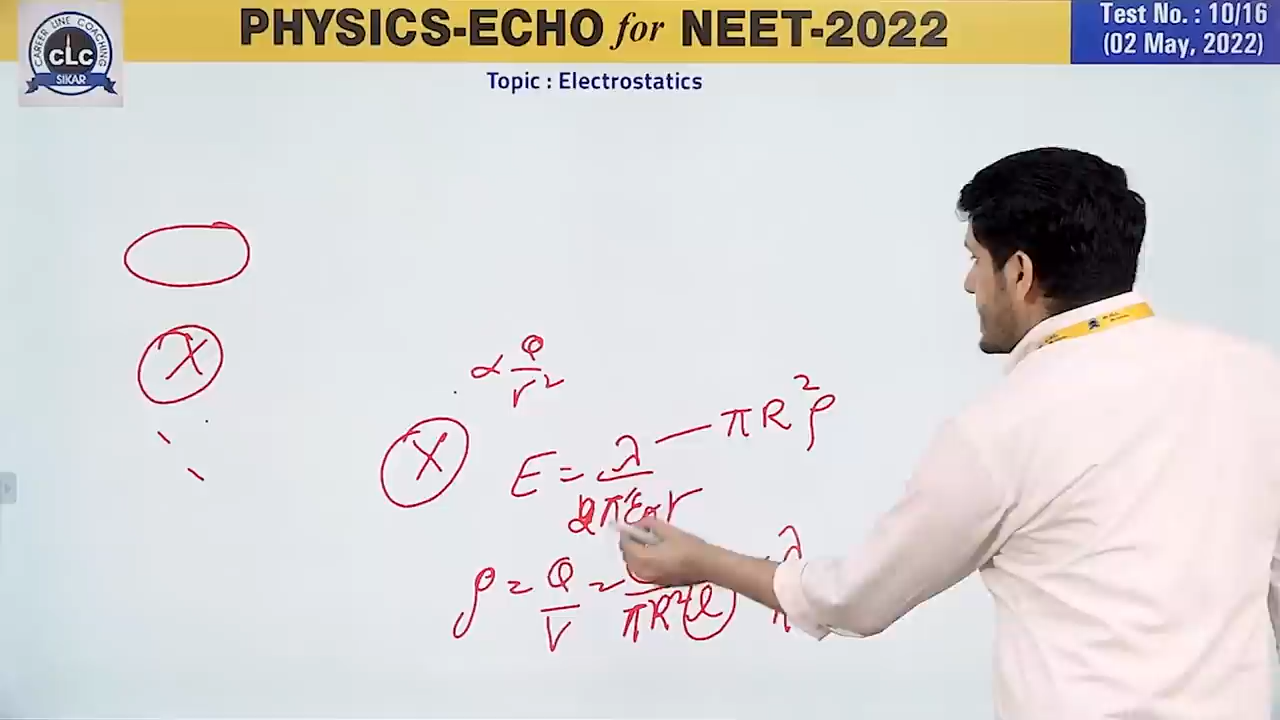 PHYSICS-ECHO for NEET-2022
Test No. : 10/16
(02 May, 2022)
CAREER LINE COACHING
CLC
SIKAR
Topic : Electrostatics
X
∝ Q/r²
X
E = λ/2πε₀r — πR²ρ
ρ = Q/V = /πR²l λ/π